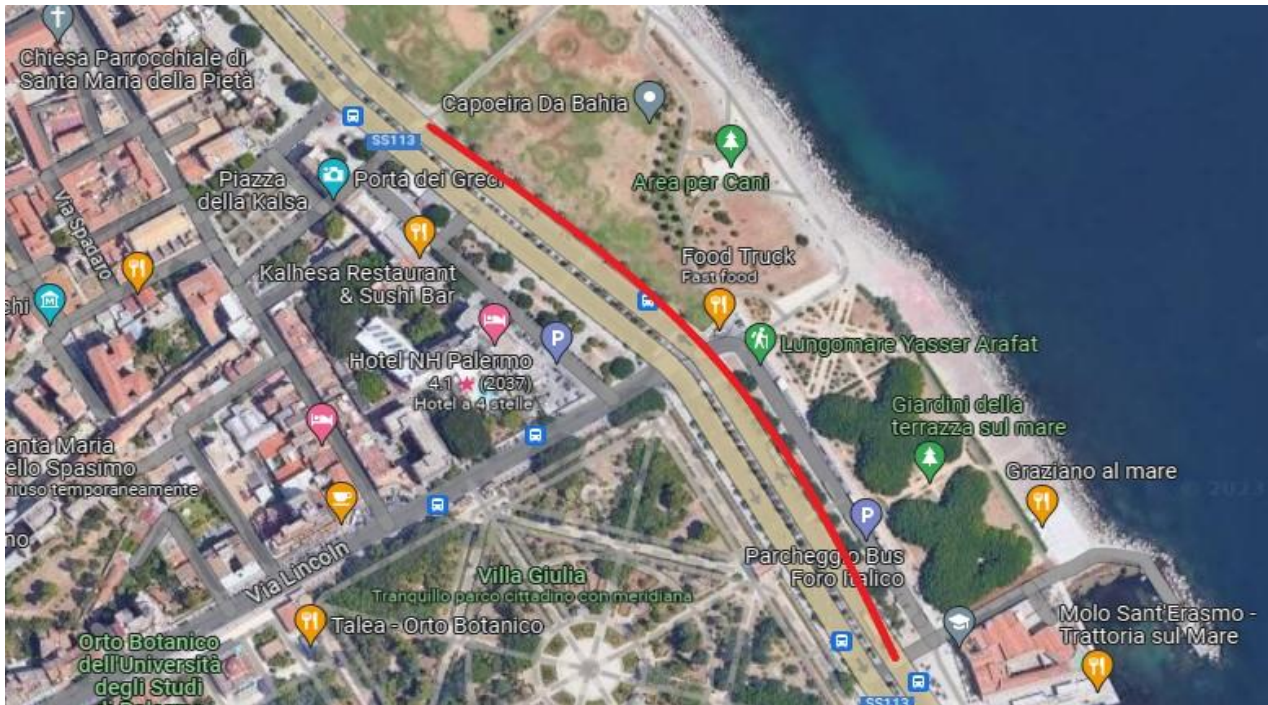 Chiesa Parrocchiale di
Santa Maria della Pietà
Capoeira Da Bahia
SS113
Area per Cani
Porta dei Greci
Piazza
della Kalsa
Via Spadaro
Food Truck
Fast food
Kalhesa Restaurant
& Sushi Bar
chi
P
Lungomare Yasser Arafat
Hotel NH Palermo
4.1 ★ (2037)
Hotel a 4 stelle
Giardini della
terrazza sul mare
anta Maria
ello Spasimo
hiuso temporaneamente
Graziano al mare
P
Parcheggio Bus
Foro Italico
Via Lincoln
Villa Giulia
Tranquillo parco cittadino con meridiana
Talea - Orto Botanico
Molo Sant'Erasmo -
Trattoria sul Mare
Orto Botanico
dell'Università
degli Studi
SS113